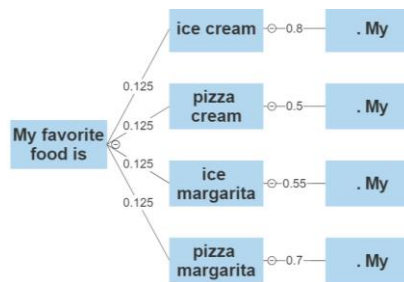 ice cream
0.8
. My
0.125
pizza
cream
0.5
. My
0.125
My favorite
food is
0.125
ice
margarita
0.55
. My
0.125
pizza
margarita
0.7
. My